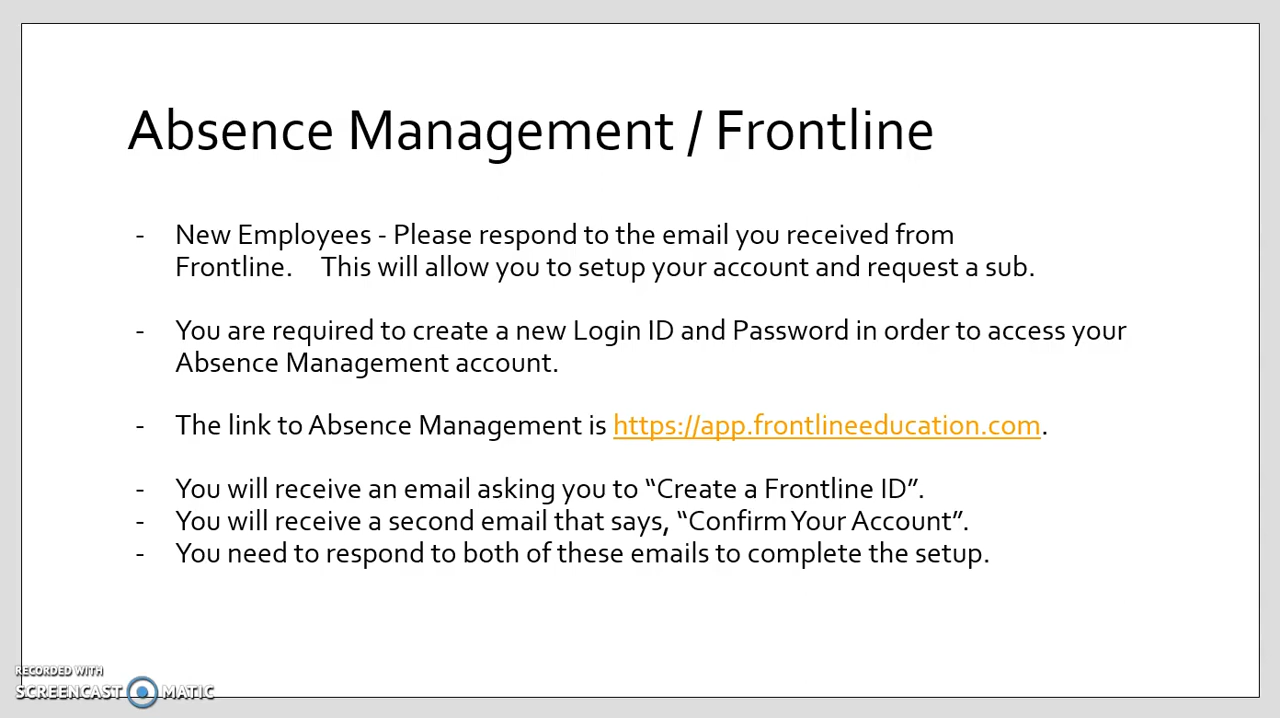 Absence Management / Frontline
- New Employees - Please respond to the email you received from
Frontline. This will allow you to setup your account and request a sub.
- You are required to create a new Login ID and Password in order to access your
Absence Management account.
- The link to Absence Management is https://app.frontlineeducation.com.
- You will receive an email asking you to “Create a Frontline ID”.
- You will receive a second email that says, “Confirm Your Account”.
- You need to respond to both of these emails to complete the setup.
RECORDED WITH
SCREENCAST MATIC